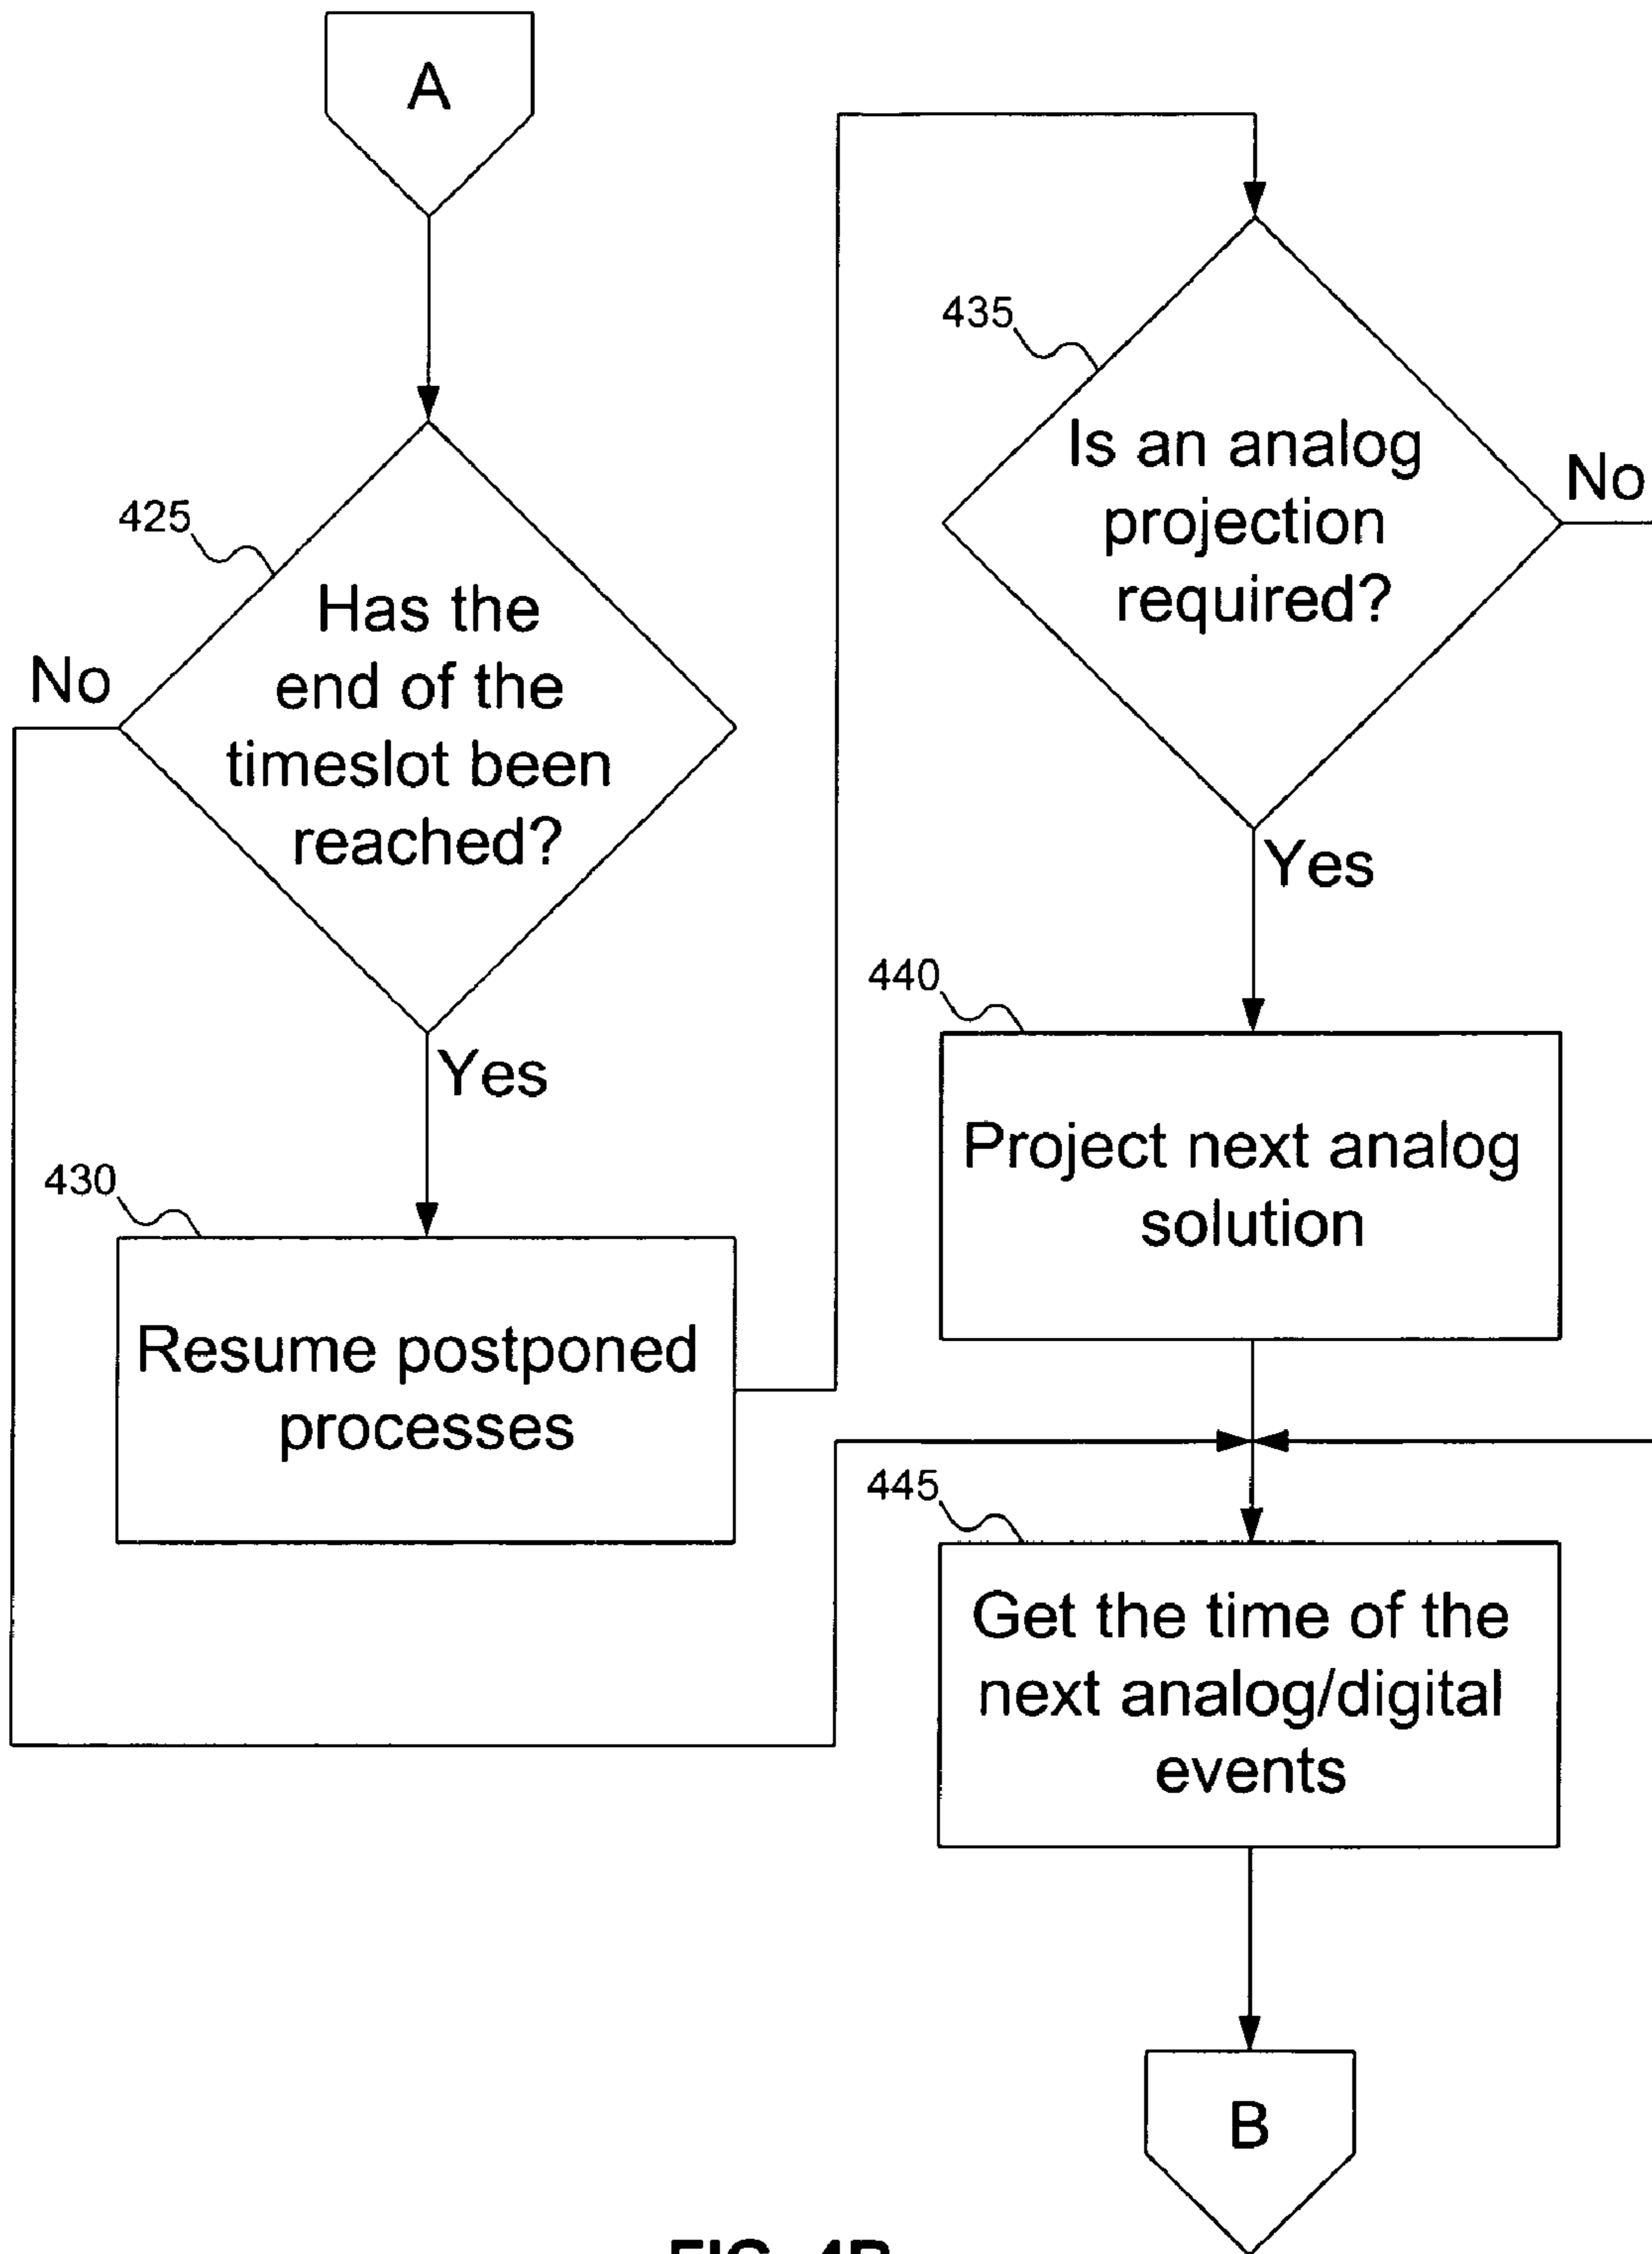 A
425
Has the
end of the
timeslot been
reached?
No
Yes
430
Resume postponed
processes
435
Is an analog
projection
required?
No
Yes
440
Project next analog
solution
445
Get the time of the
next analog/digital
events
B
FIG. 4B